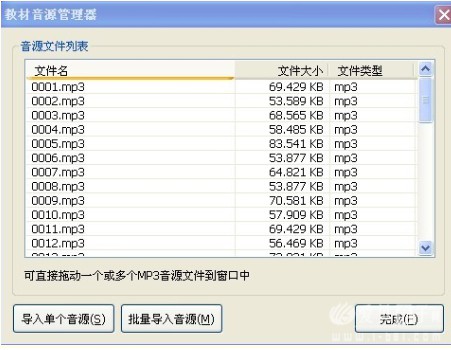 教材音源管理器
音源文件列表
文件名 文件大小 文件类型
0001.mp3 69.429 KB mp3
0002.mp3 53.589 KB mp3
0003.mp3 68.565 KB mp3
0004.mp3 58.485 KB mp3
0005.mp3 83.541 KB mp3
0006.mp3 53.877 KB mp3
0007.mp3 64.821 KB mp3
0008.mp3 53.877 KB mp3
0009.mp3 70.581 KB mp3
0010.mp3 57.909 KB mp3
0011.mp3 69.429 KB mp3
0012.mp3 56.469 KB mp3
可直接拖动一个或多个MP3音源文件到窗口中
导入单个音源(S) 批量导入音源(M) 完成(F)